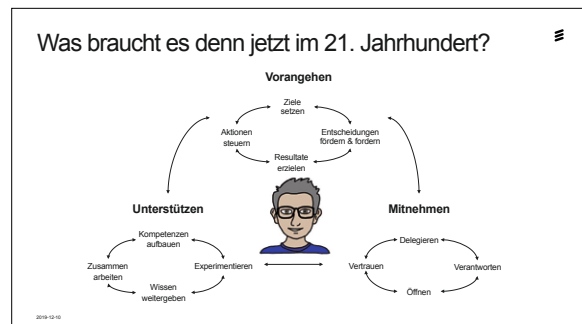 Was braucht es denn jetzt im 21. Jahrhundert?
Vorangehen
Ziele
setzen
Aktionen
steuern
Entscheidungen
fördern & fordern
Resultate
erzielen
Unterstützen
Kompetenzen
aufbauen
Zusammen
arbeiten
Experimentieren
Wissen
weitergeben
Mitnehmen
Delegieren
Vertrauen
Verantworten
Öffnen
2019-12-10